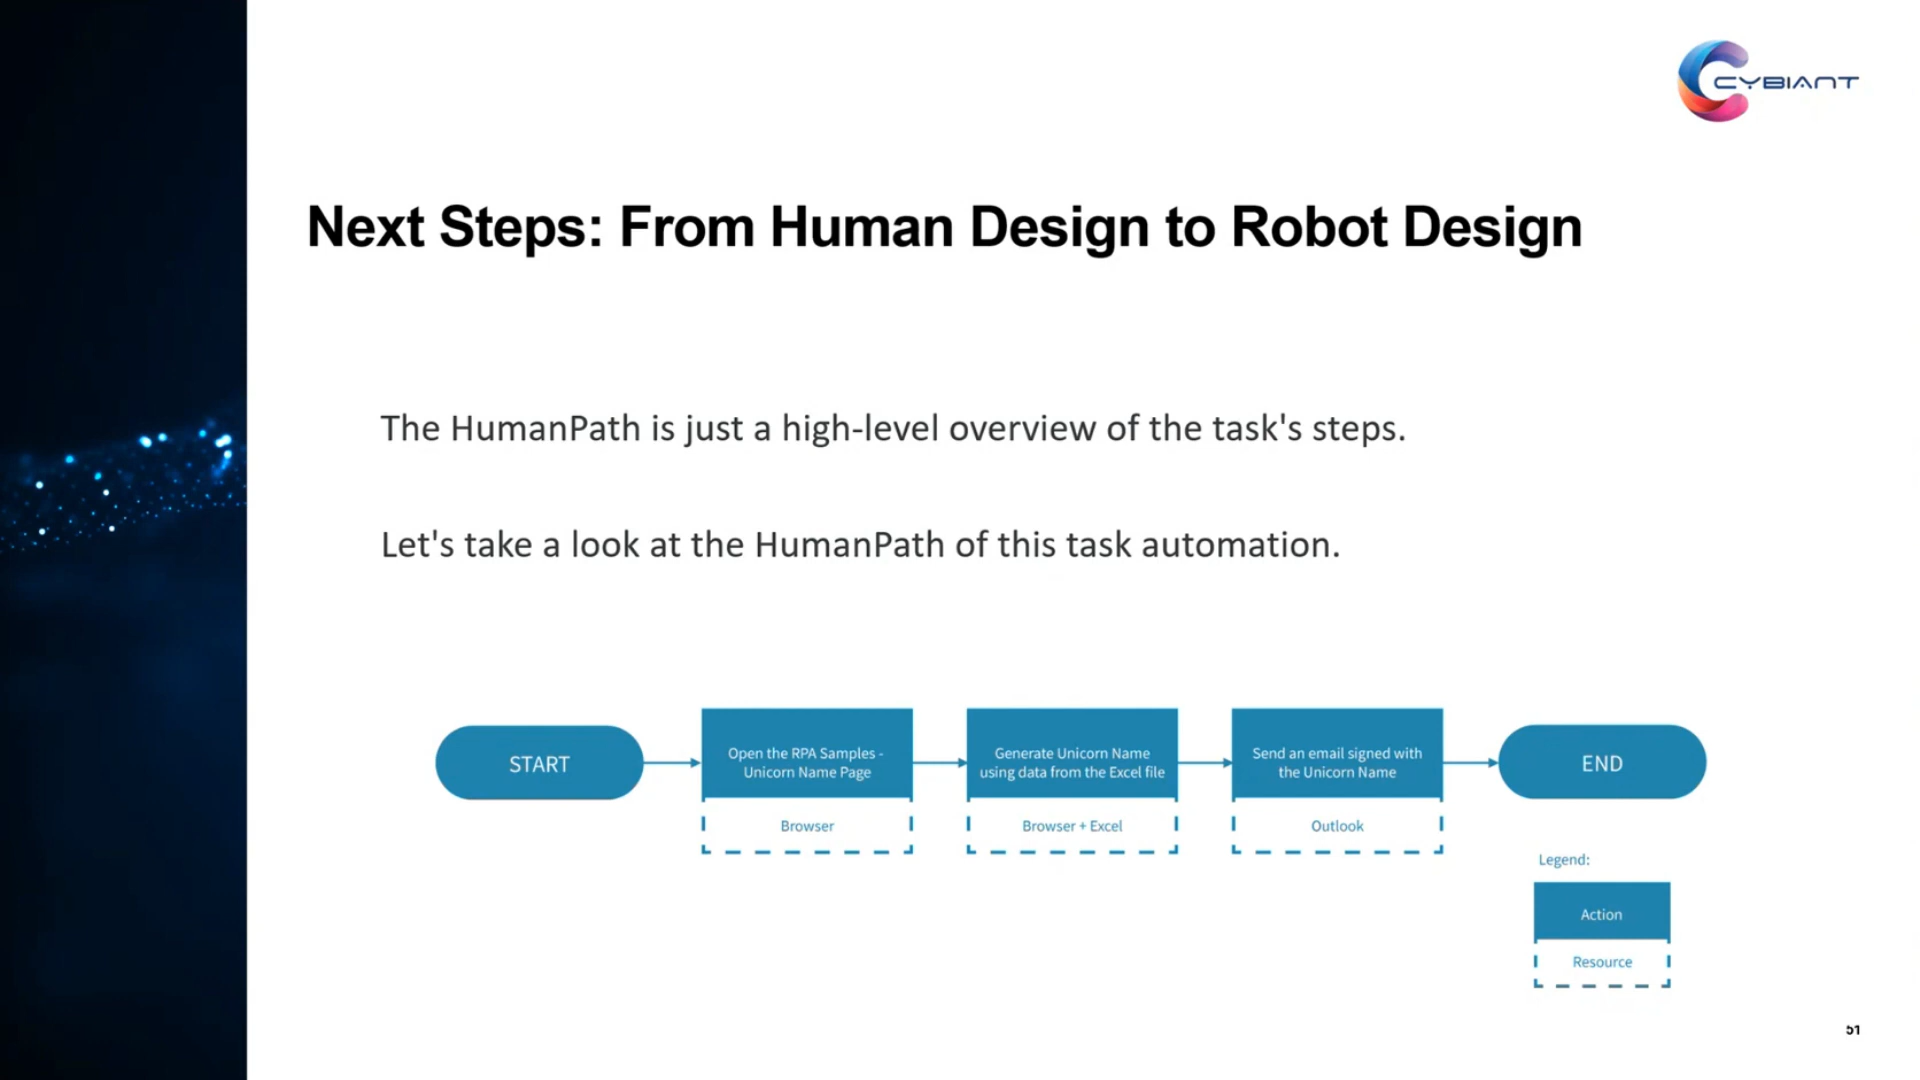 CYBIANT
Next Steps: From Human Design to Robot Design
The HumanPath is just a high-level overview of the task's steps.
Let's take a look at the HumanPath of this task automation.
START
Open the RPA Samples -
Unicorn Name Page
Browser
Generate Unicorn Name
using data from the Excel file
Browser + Excel
Send an email signed with
the Unicorn Name
Outlook
END
Legend:
Action
Resource
51